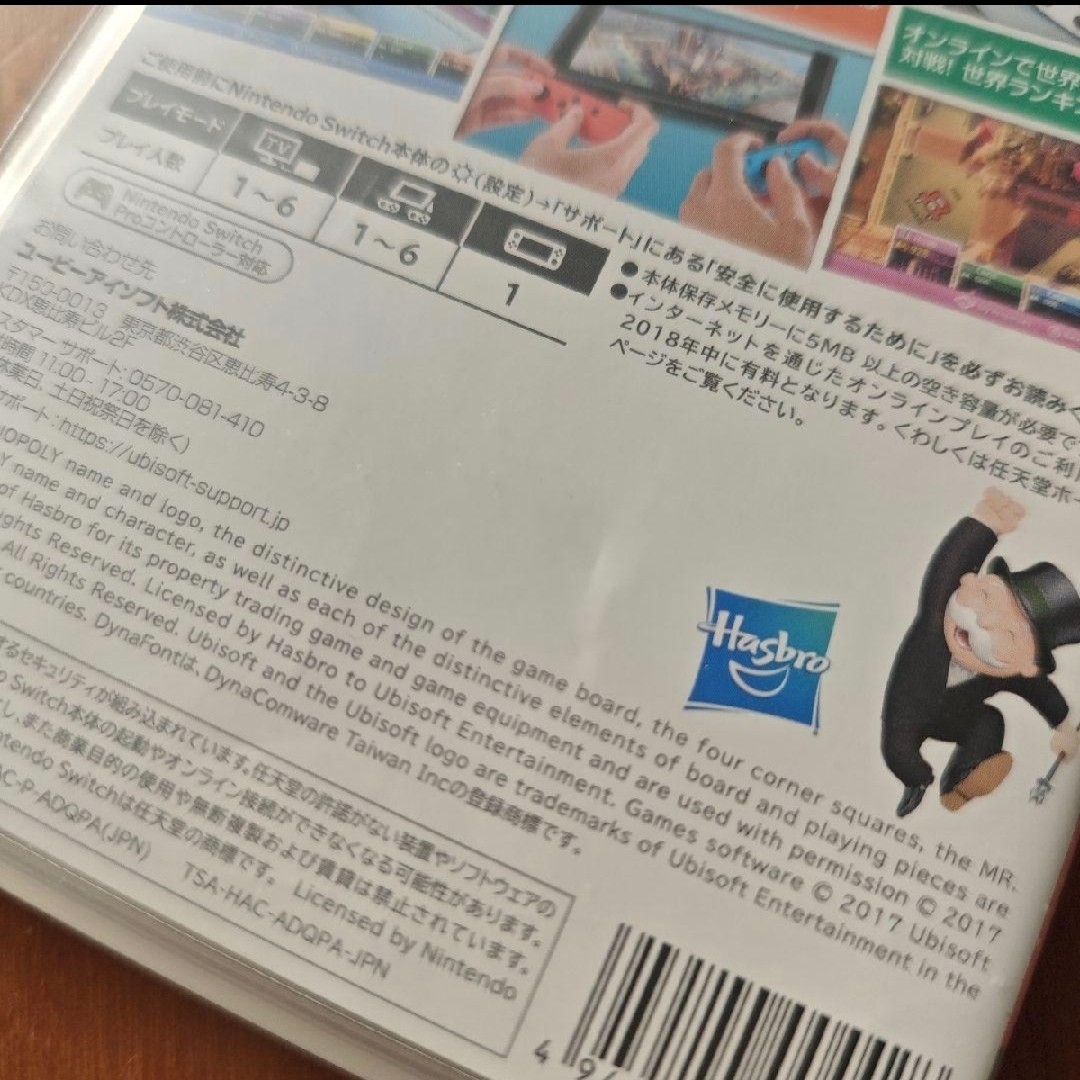 オンラインで世界
対戦! 世界ランキ
ご使用前にNintendo Switch本体の(設定)→「サポート」にある「安全に使用するために」を必ずお読みく
プレイモード TV
プレイ人数 1～6 1～6 1
Nintendo Switch
Proコントローラー対応
●本体保存メモリーに5MB 以上の空き容量が必要で
●インターネットを通じたオンラインプレイのご利
2018年中に有料となります。くわしくは任天堂ホー
ページをご覧ください。
お問い合わせ先
ユービーアイソフト株式会社
〒150-0013 東京都渋谷区恵比寿4-3-8
KDX恵比寿ビル2F
スタマーサポート: 0570-081-410
時間 11:00 - 17:00
休業日, 土日祝祭日を除く)
サポート: https://ubisoft-support.jp
NOPOLY name and logo, the distinctive design of the game board, the four corner squares, the MR.
Y name and character, as well as each of the distinctive elements of board and playing pieces are
of Hasbro for its property trading game and game equipment and are used with permission © 2017
ights Reserved. Licensed by Hasbro to Ubisoft Entertainment. Games software © 2017 Ubisoft
All Rights Reserved. Ubisoft and the Ubisoft logo are trademarks of Ubisoft Entertainment in the
countries. DynaFontは、DynaComware Taiwan Incの登録商標です。
Hasbro
するセキュリティが組み込まれています。任天堂の許諾がない装置やソフトウェアの
o Switch本体の起動やオンライン接続ができなくなる可能性があります。
し、また商業目的の使用や無断複製および賃貸は禁止されています。
ntendo Switchは任天堂の商標です。 Licensed by Nintendo
AC-P-ADQPA(JPN) TSA-HAC-ADQPA-JPN
4 9